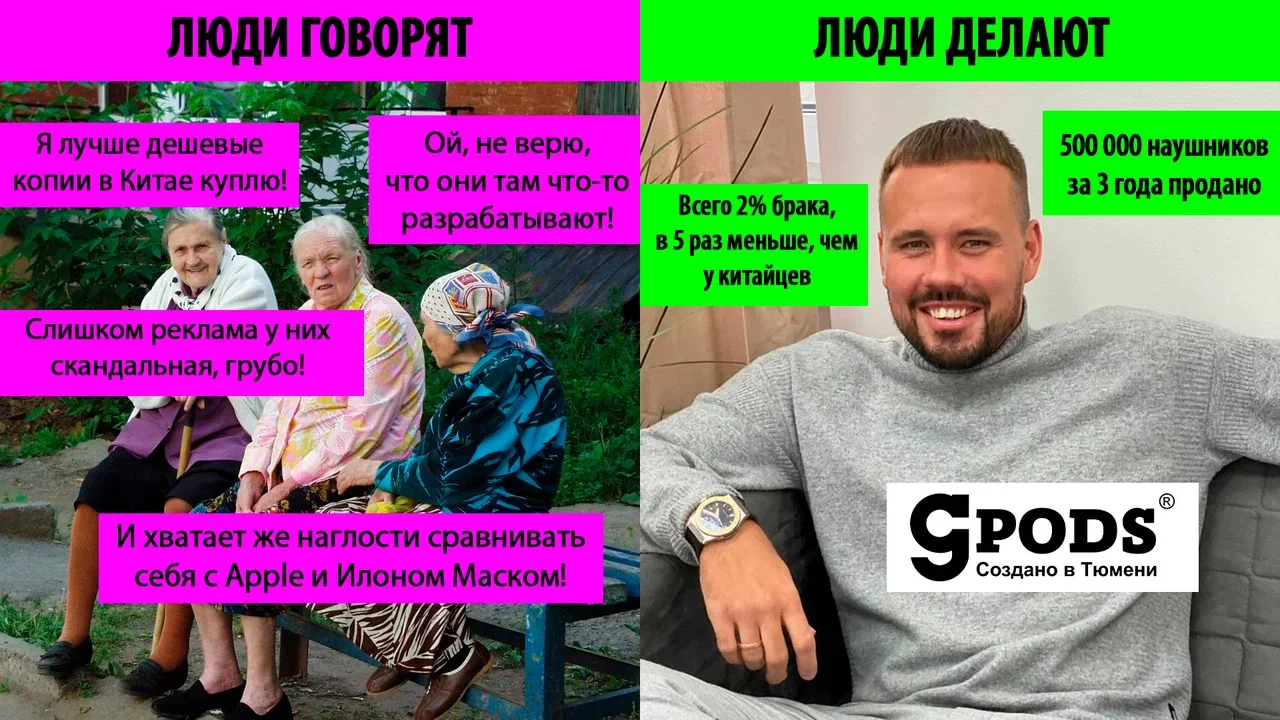 ЛЮДИ ГОВОРЯТ
Я лучше дешевые
копии в Китае куплю!
Ой, не верю,
что они там что-то
разрабатывают!
Слишком реклама у них
скандальная, грубо!
И хватает же наглости сравнивать
себя с Apple и Илоном Маском!
ЛЮДИ ДЕЛАЮТ
500 000 наушников
за 3 года продано
Всего 2% брака,
в 5 раз меньше, чем
у китайцев
gPODS®
Создано в Тюмени